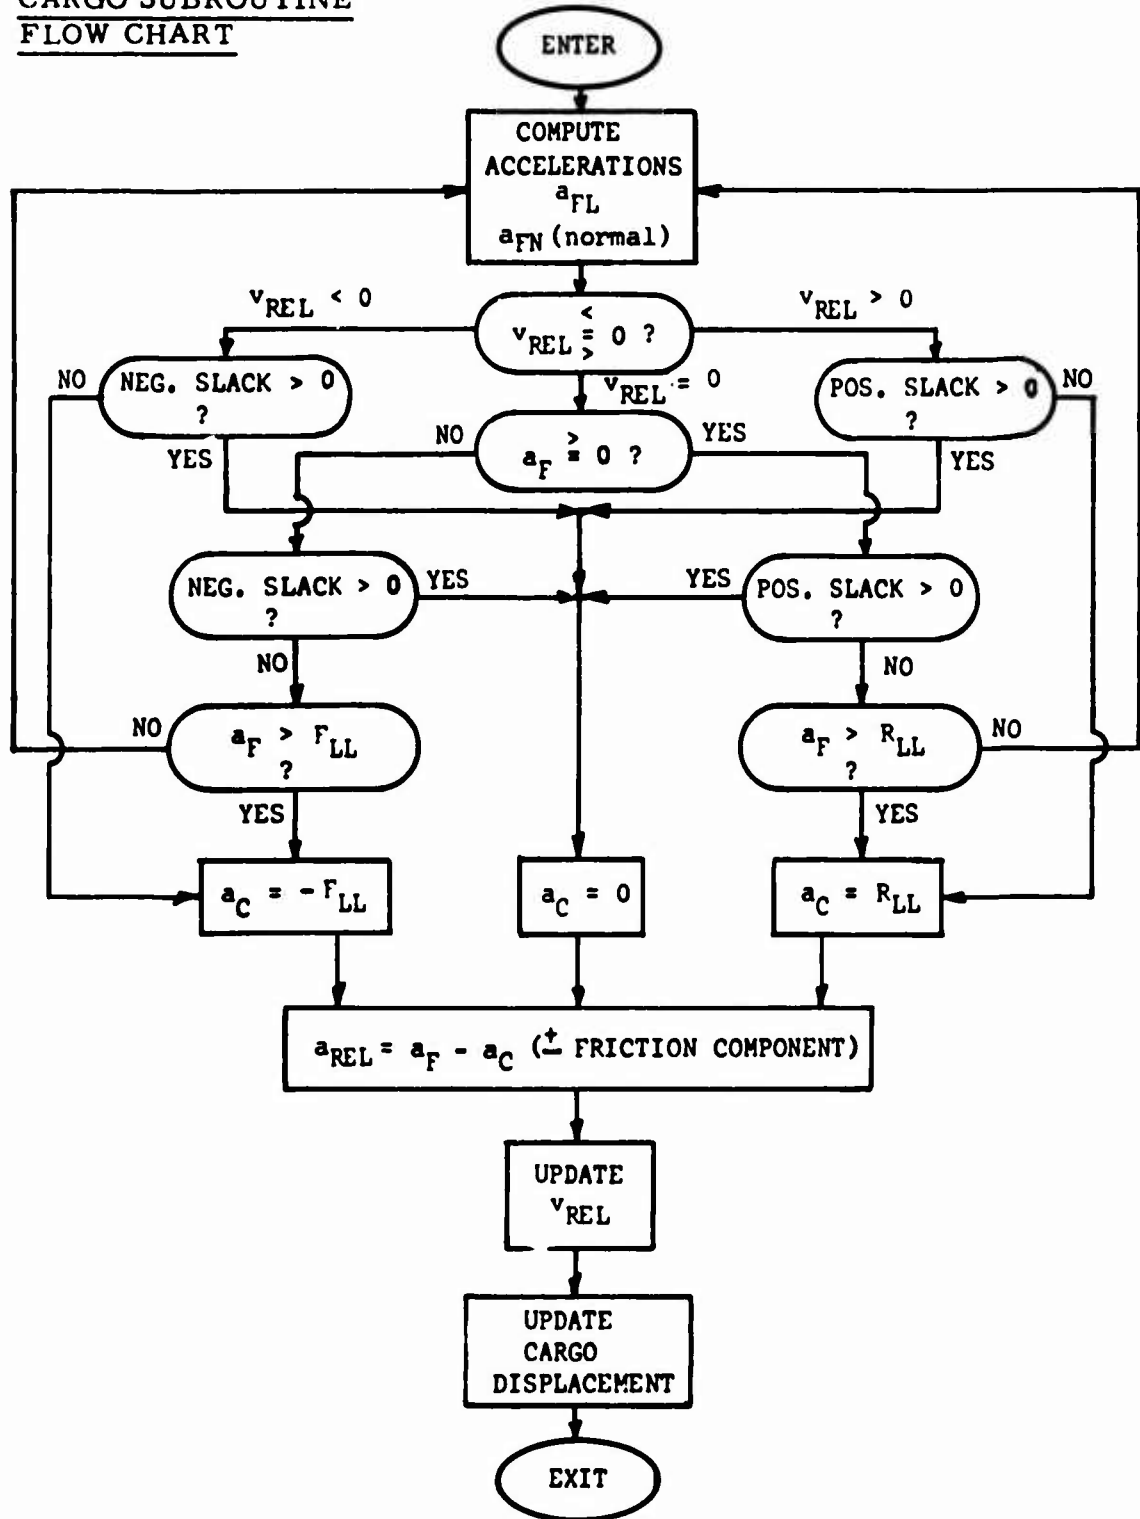 CARGO SUBROUTINE
FLOW CHART
ENTER
COMPUTE
ACCELERATIONS
aFL
aFN (normal)
vREL < 0
<
vREL = 0 ?
>
vREL > 0
NO
NEG. SLACK > 0
?
vREL = 0
POS. SLACK > 0
?
NO
YES
NO
>
aF = 0 ?
YES
YES
NEG. SLACK > 0
?
YES
YES
POS. SLACK > 0
?
NO
NO
NO
aF > FLL
?
aF > RLL
?
NO
YES
YES
aC = - FLL
aC = 0
aC = RLL
aREL = aF - aC (± FRICTION COMPONENT)
UPDATE
vREL
UPDATE
CARGO
DISPLACEMENT
EXIT